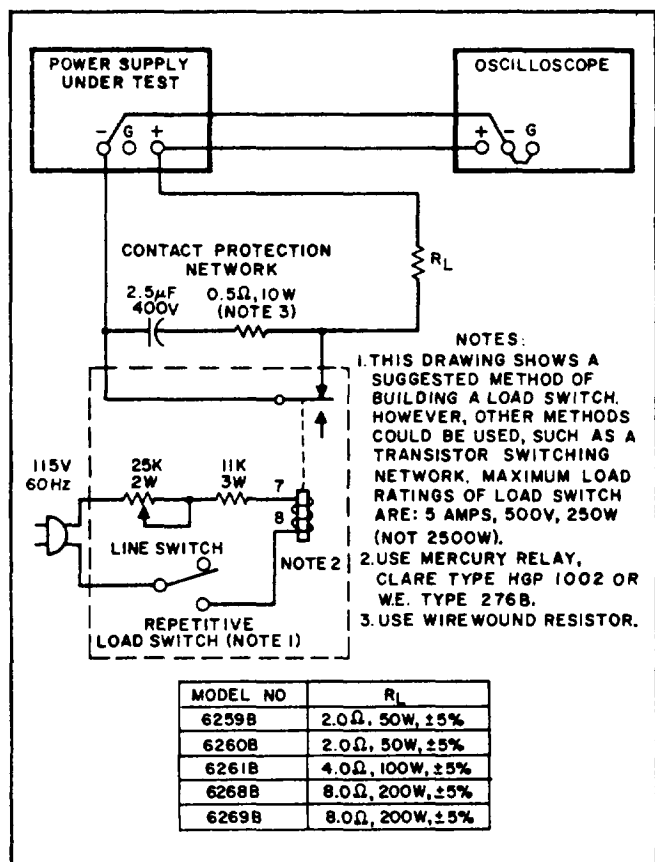 POWER SUPPLY
UNDER TEST
- G +
OSCILLOSCOPE
+ - G
CONTACT PROTECTION
NETWORK
2.5μF
400V
0.5Ω, 10W
(NOTE 3)
RL
115V
60Hz
25K
2W
11K
3W
7
8
NOTE 2
LINE SWITCH
REPETITIVE
LOAD SWITCH (NOTE 1)
NOTES:
1. THIS DRAWING SHOWS A
SUGGESTED METHOD OF
BUILDING A LOAD SWITCH.
HOWEVER, OTHER METHODS
COULD BE USED, SUCH AS A
TRANSISTOR SWITCHING
NETWORK. MAXIMUM LOAD
RATINGS OF LOAD SWITCH
ARE: 5 AMPS, 500V, 250W
(NOT 2500W).
2. USE MERCURY RELAY,
CLARE TYPE HGP 1002 OR
W.E. TYPE 276B.
3. USE WIREWOUND RESISTOR.
MODEL NO RL
6259B 2.0Ω, 50W, ±5%
6260B 2.0Ω, 50W, ±5%
6261B 4.0Ω, 100W, ±5%
6268B 8.0Ω, 200W, ±5%
6269B 8.0Ω, 200W, ±5%